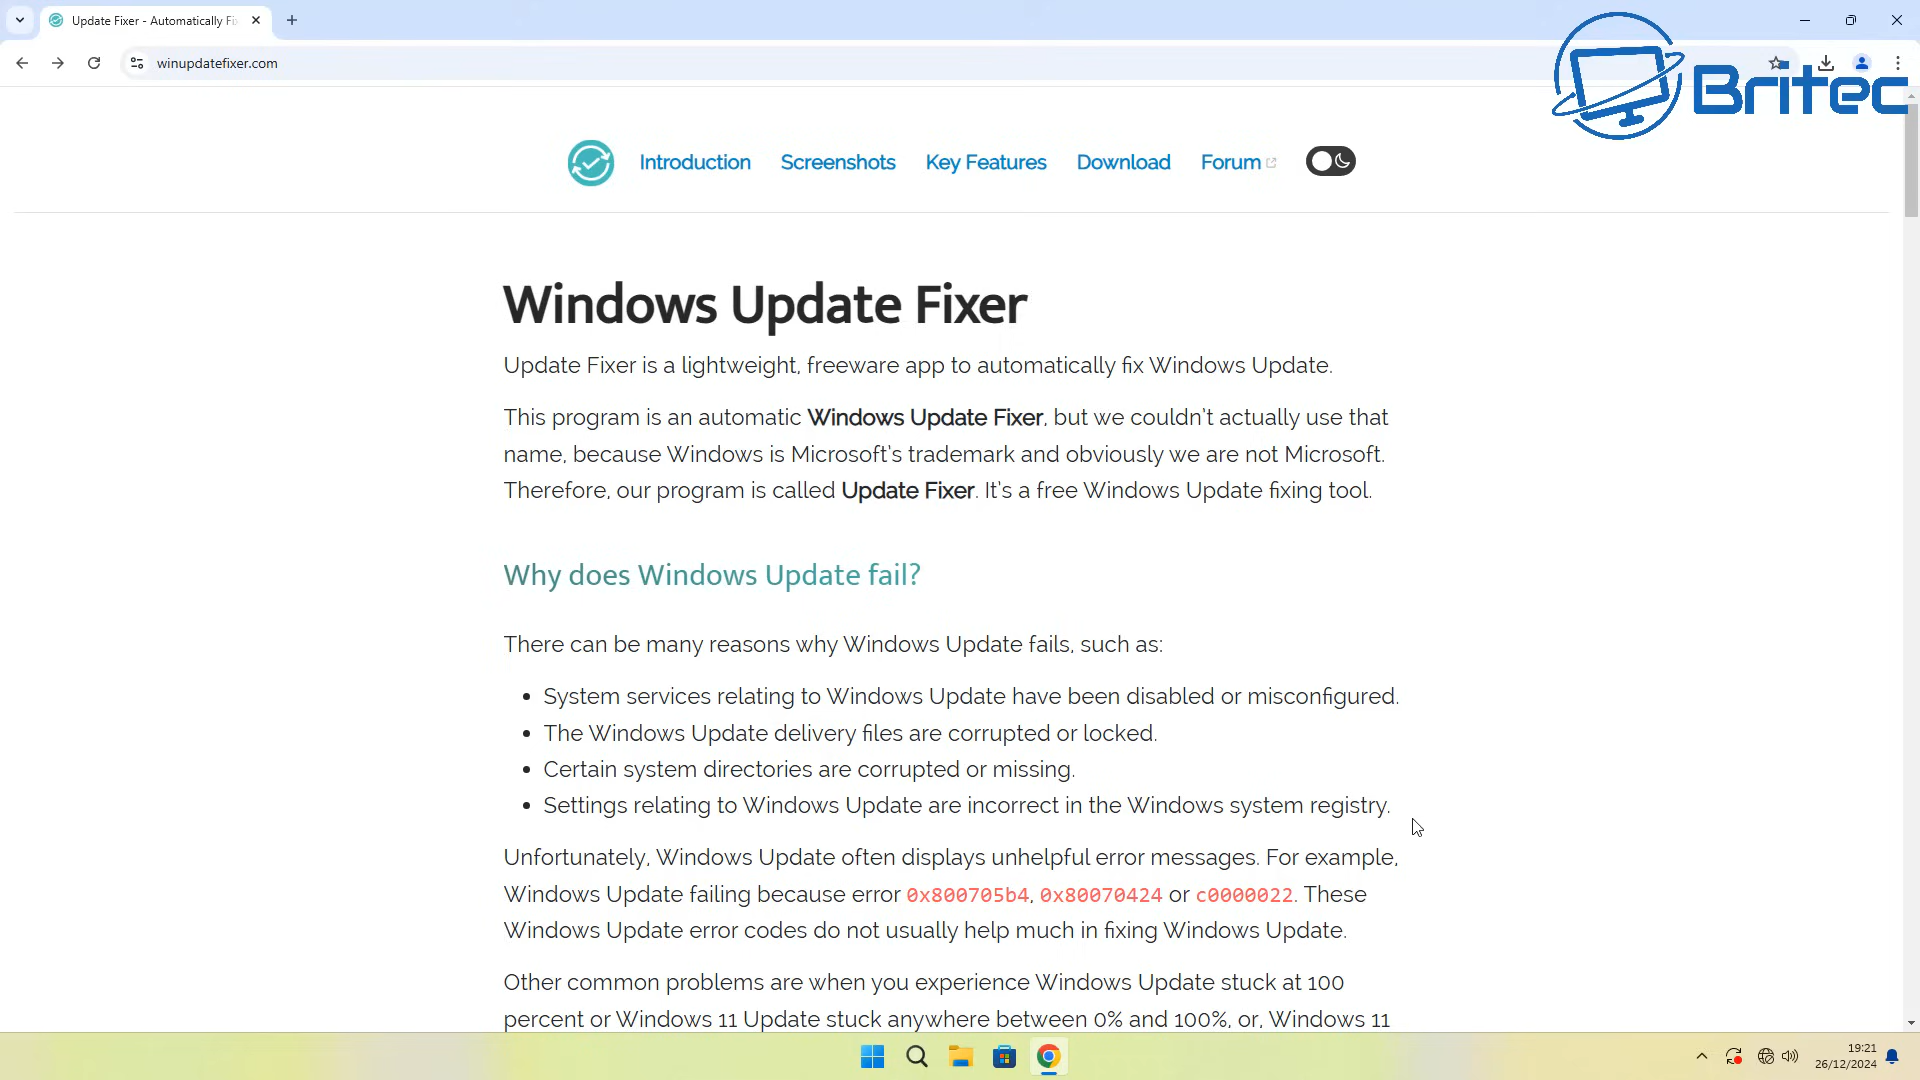 Update Fixer - Automatically Fi
winupdatefixer.com
Britec
Introduction
Screenshots
Key Features
Download
Forum
Windows Update Fixer
Update Fixer is a lightweight, freeware app to automatically fix Windows Update.
This program is an automatic Windows Update Fixer, but we couldn't actually use that
name, because Windows is Microsoft's trademark and obviously we are not Microsoft.
Therefore, our program is called Update Fixer. It's a free Windows Update fixing tool.
Why does Windows Update fail?
There can be many reasons why Windows Update fails, such as:
• System services relating to Windows Update have been disabled or misconfigured.
• The Windows Update delivery files are corrupted or locked.
• Certain system directories are corrupted or missing.
• Settings relating to Windows Update are incorrect in the Windows system registry.
Unfortunately, Windows Update often displays unhelpful error messages. For example,
Windows Update failing because error 0x800705b4, 0x80070424 or c0000022. These
Windows Update error codes do not usually help much in fixing Windows Update.
Other common problems are when you experience Windows Update stuck at 100
percent or Windows 11 Update stuck anywhere between 0% and 100%, or, Windows 11
19:21
26/12/2024